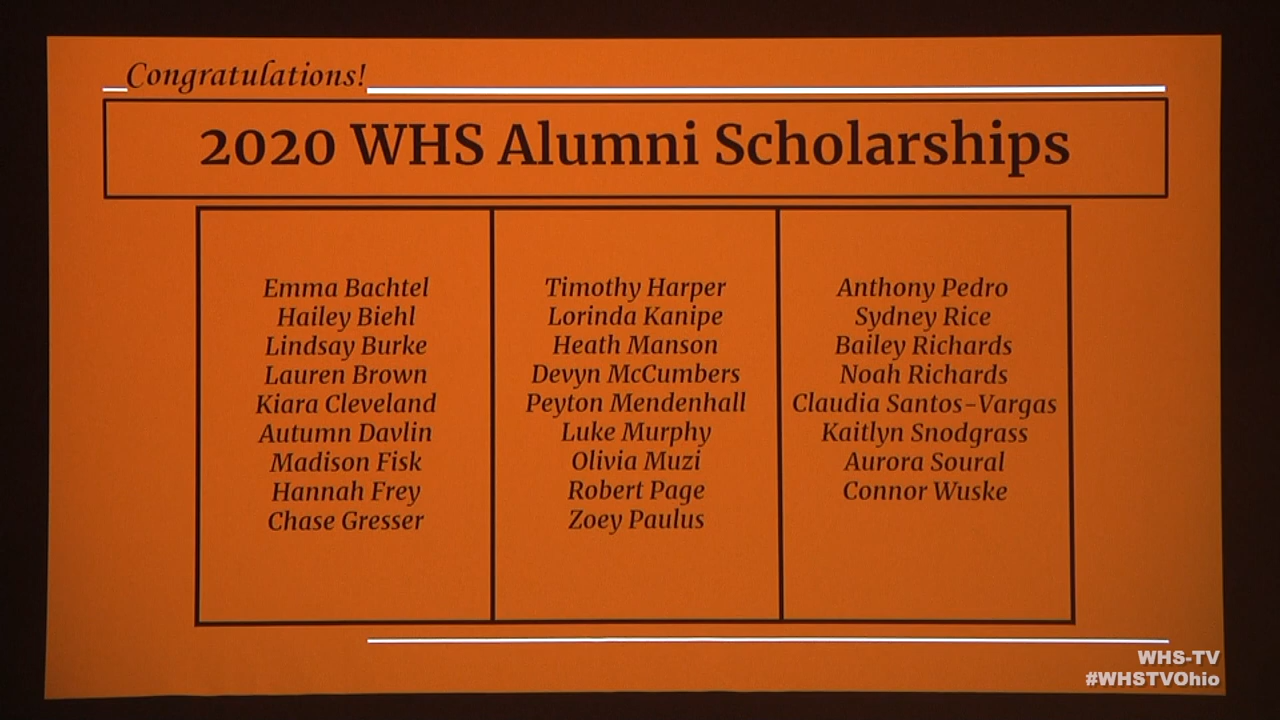 Congratulations!
2020 WHS Alumni Scholarships
Emma Bachtel
Hailey Biehl
Lindsay Burke
Lauren Brown
Kiara Cleveland
Autumn Davlin
Madison Fisk
Hannah Frey
Chase Gresser
Timothy Harper
Lorinda Kanipe
Heath Manson
Devyn McCumbers
Peyton Mendenhall
Luke Murphy
Olivia Muzi
Robert Page
Zoey Paulus
Anthony Pedro
Sydney Rice
Bailey Richards
Noah Richards
Claudia Santos-Vargas
Kaitlyn Snodgrass
Aurora Soural
Connor Wuske
WHS-TV
#WHSTVOhio